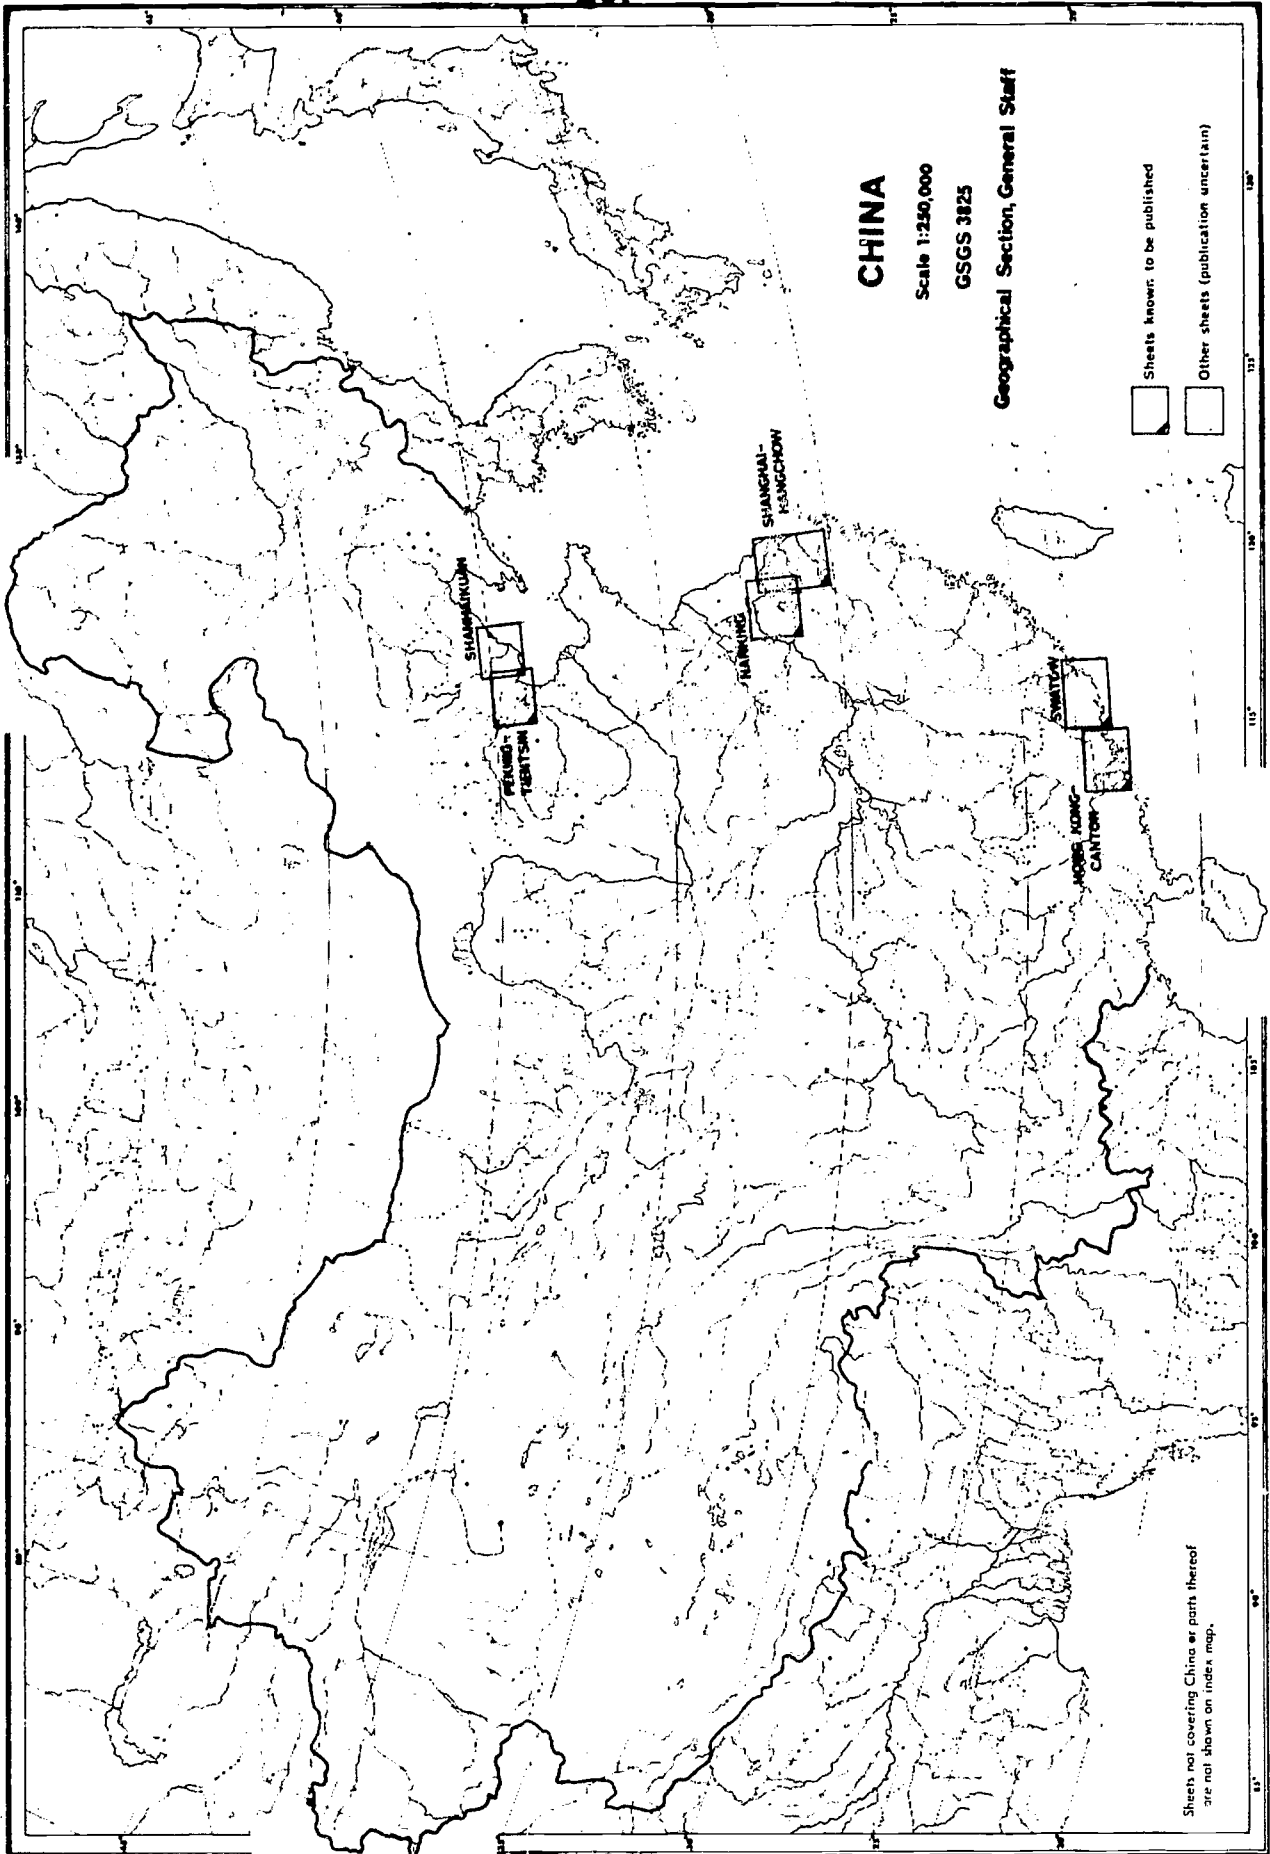 CHINA
Scale 1:250,000
GSGS 3825
Geographical Section, General Staff
Sheets known to be published
Other sheets (publication uncertain)
SHANHAIKUAN
PEKING-
TIENTSIN
SHANGHAI-
HANGCHOW
NANKING
SWATOW
HONG KONG-
CANTON
Sheets not covering China or parts thereof
are not shown on index map.